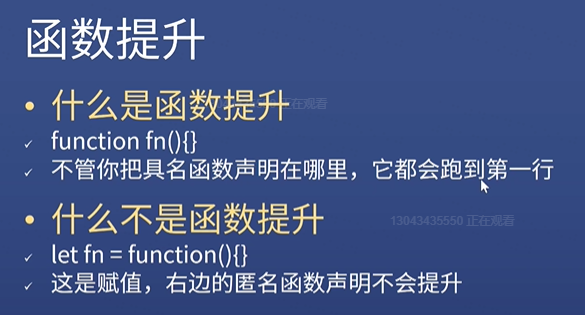 函数提升
什么是函数提升
正在观看
function fn(){}
不管你把具名函数声明在哪里，它都会跑到第一行
什么不是函数提升
13043435550 正在观看
let fn = function(){}
这是赋值，右边的匿名函数声明不会提升